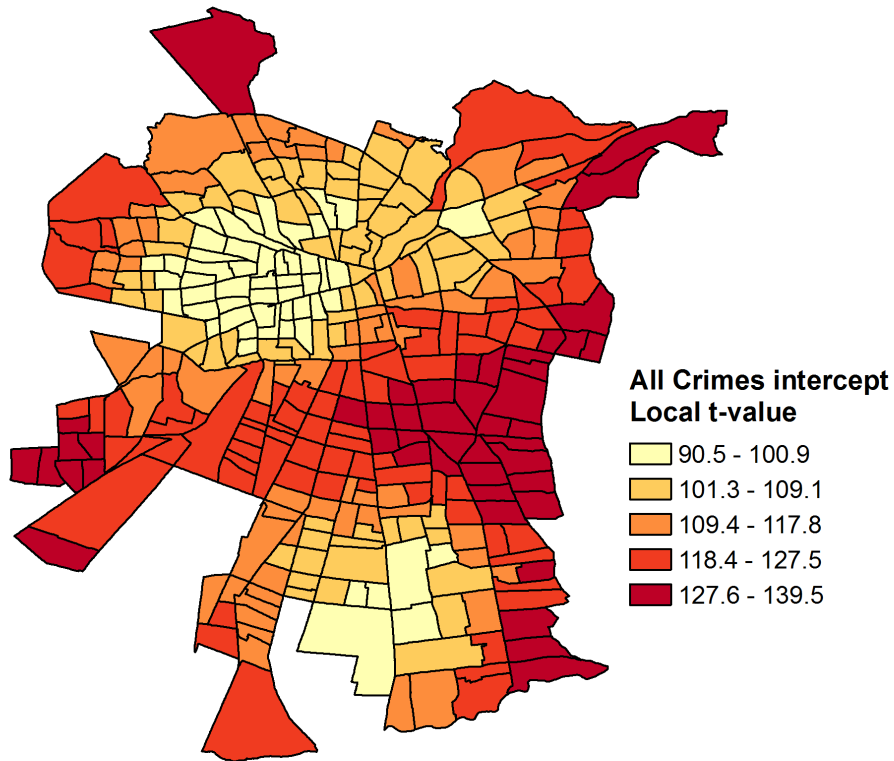 All Crimes intercept
Local t-value
90.5 - 100.9
101.3 - 109.1
109.4 - 117.8
118.4 - 127.5
127.6 - 139.5